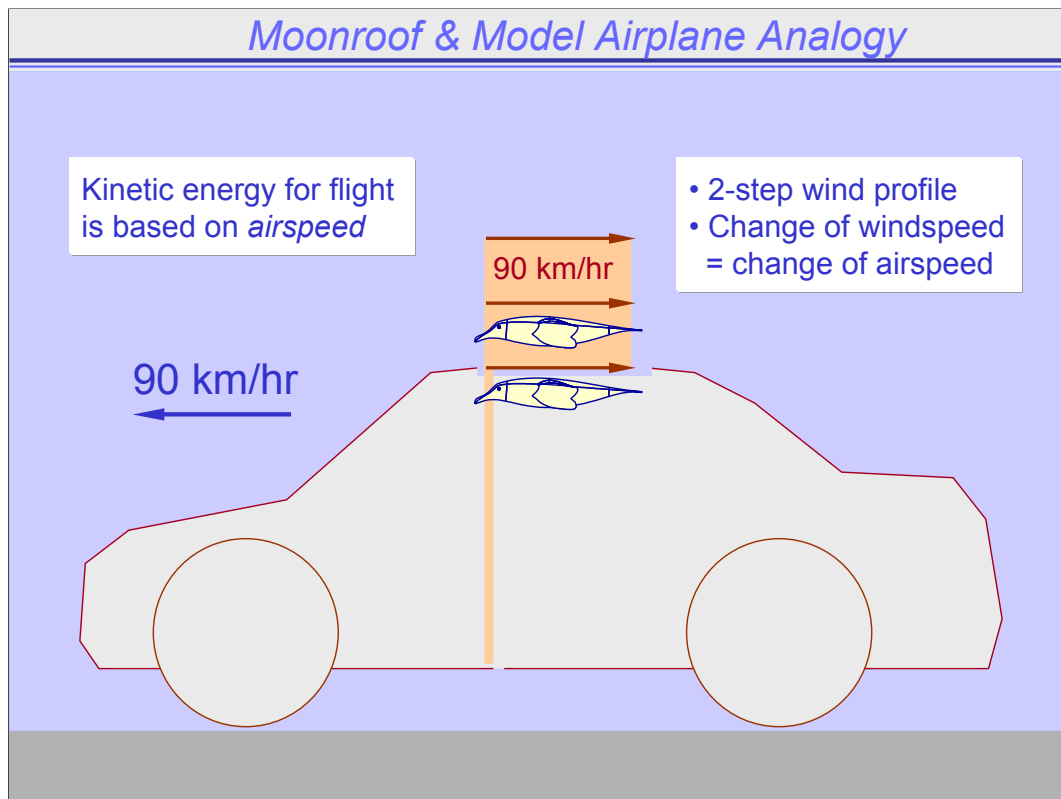 Moonroof & Model Airplane Analogy
Kinetic energy for flight
is based on airspeed
• 2-step wind profile
• Change of windspeed
= change of airspeed
90 km/hr
90 km/hr